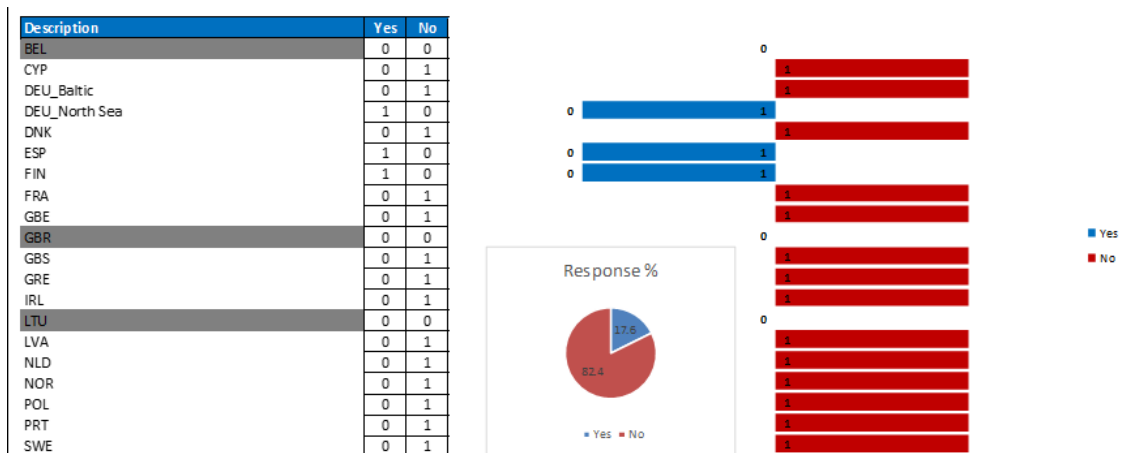 Description Yes No
BEL 0 0
CYP 0 1
DEU_Baltic 0 1
DEU_North Sea 1 0
DNK 0 1
ESP 1 0
FIN 1 0
FRA 0 1
GBE 0 1
GBR 0 0
GBS 0 1
GRE 0 1
IRL 0 1
LTU 0 0
LVA 0 1
NLD 0 1
NOR 0 1
POL 0 1
PRT 0 1
SWE 0 1
0
1
1
0 1
1
0 1
0 1
1
1
0
1
1
1
0
1
1
1
1
1
1
Yes
No
Response %
17.6
82.4
Yes No